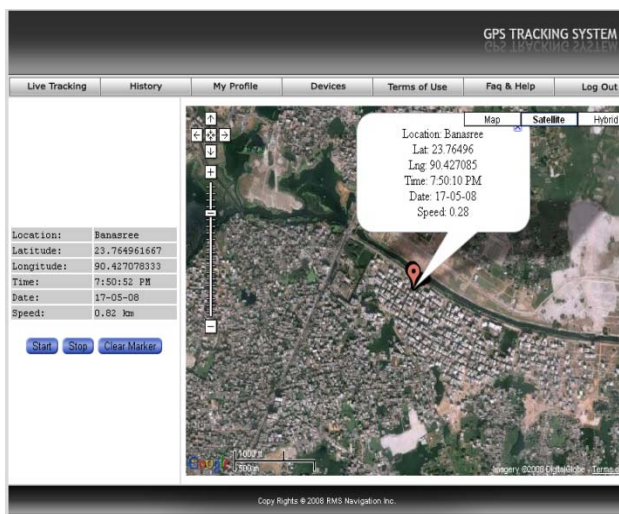 GPS TRACKING SYSTEM
Live Tracking History My Profile Devices Terms of Use Faq & Help Log Out
Map Satellite Hybrid
Location: Banasree
Lat: 23.76496
Lng: 90.427085
Time: 7:50:10 PM
Date: 17-05-08
Speed: 0.28
Location: Banasree
Latitude: 23.764961667
Longitude: 90.427078333
Time: 7:50:52 PM
Date: 17-05-08
Speed: 0.82 km
Start Stop Clear Marker
1000 ft
500 m
Google
Imagery ©2008 DigitalGlobe - Terms o
Copy Rights © 2008 RMS Navigation Inc.